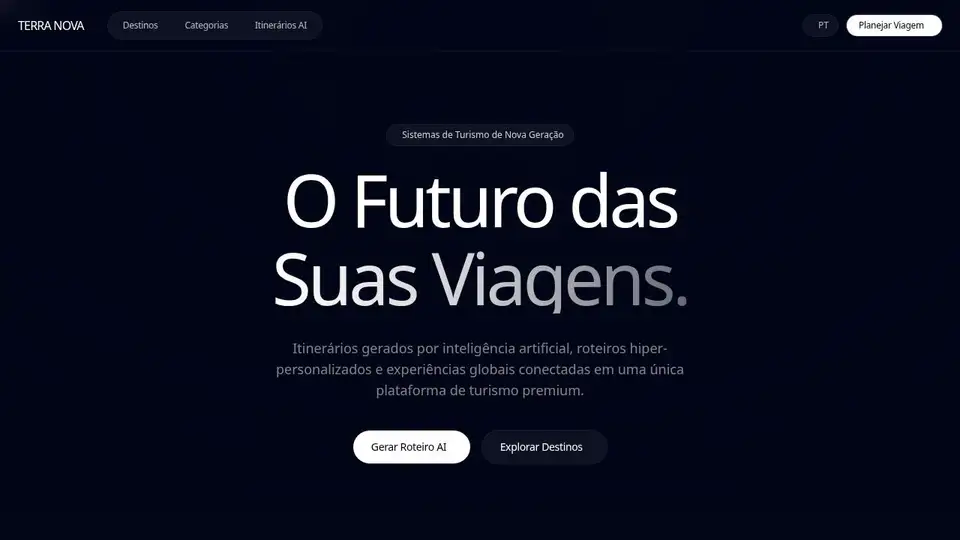 TERRA NOVA
Destinos
Categorias
Itinerários AI
PT
Planejar Viagem
Sistemas de Turismo de Nova Geração
O Futuro das
Suas Viagens.
Itinerários gerados por inteligência artificial, roteiros hiper-
personalizados e experiências globais conectadas em uma única
plataforma de turismo premium.
Gerar Roteiro AI
Explorar Destinos